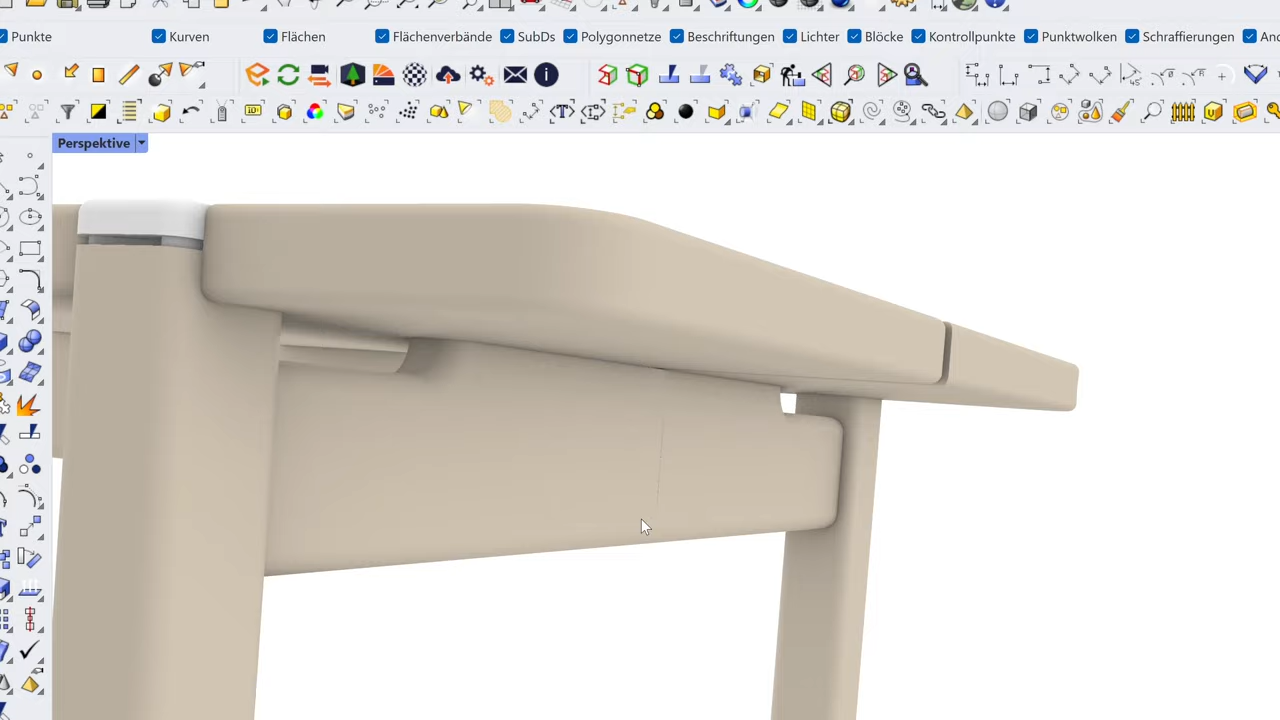 Punkte Kurven Flächen Flächenverbände SubDs Polygonnetze Beschriftungen Lichter Blöcke Kontrollpunkte Punktwolken Schraffierungen
Perspektive